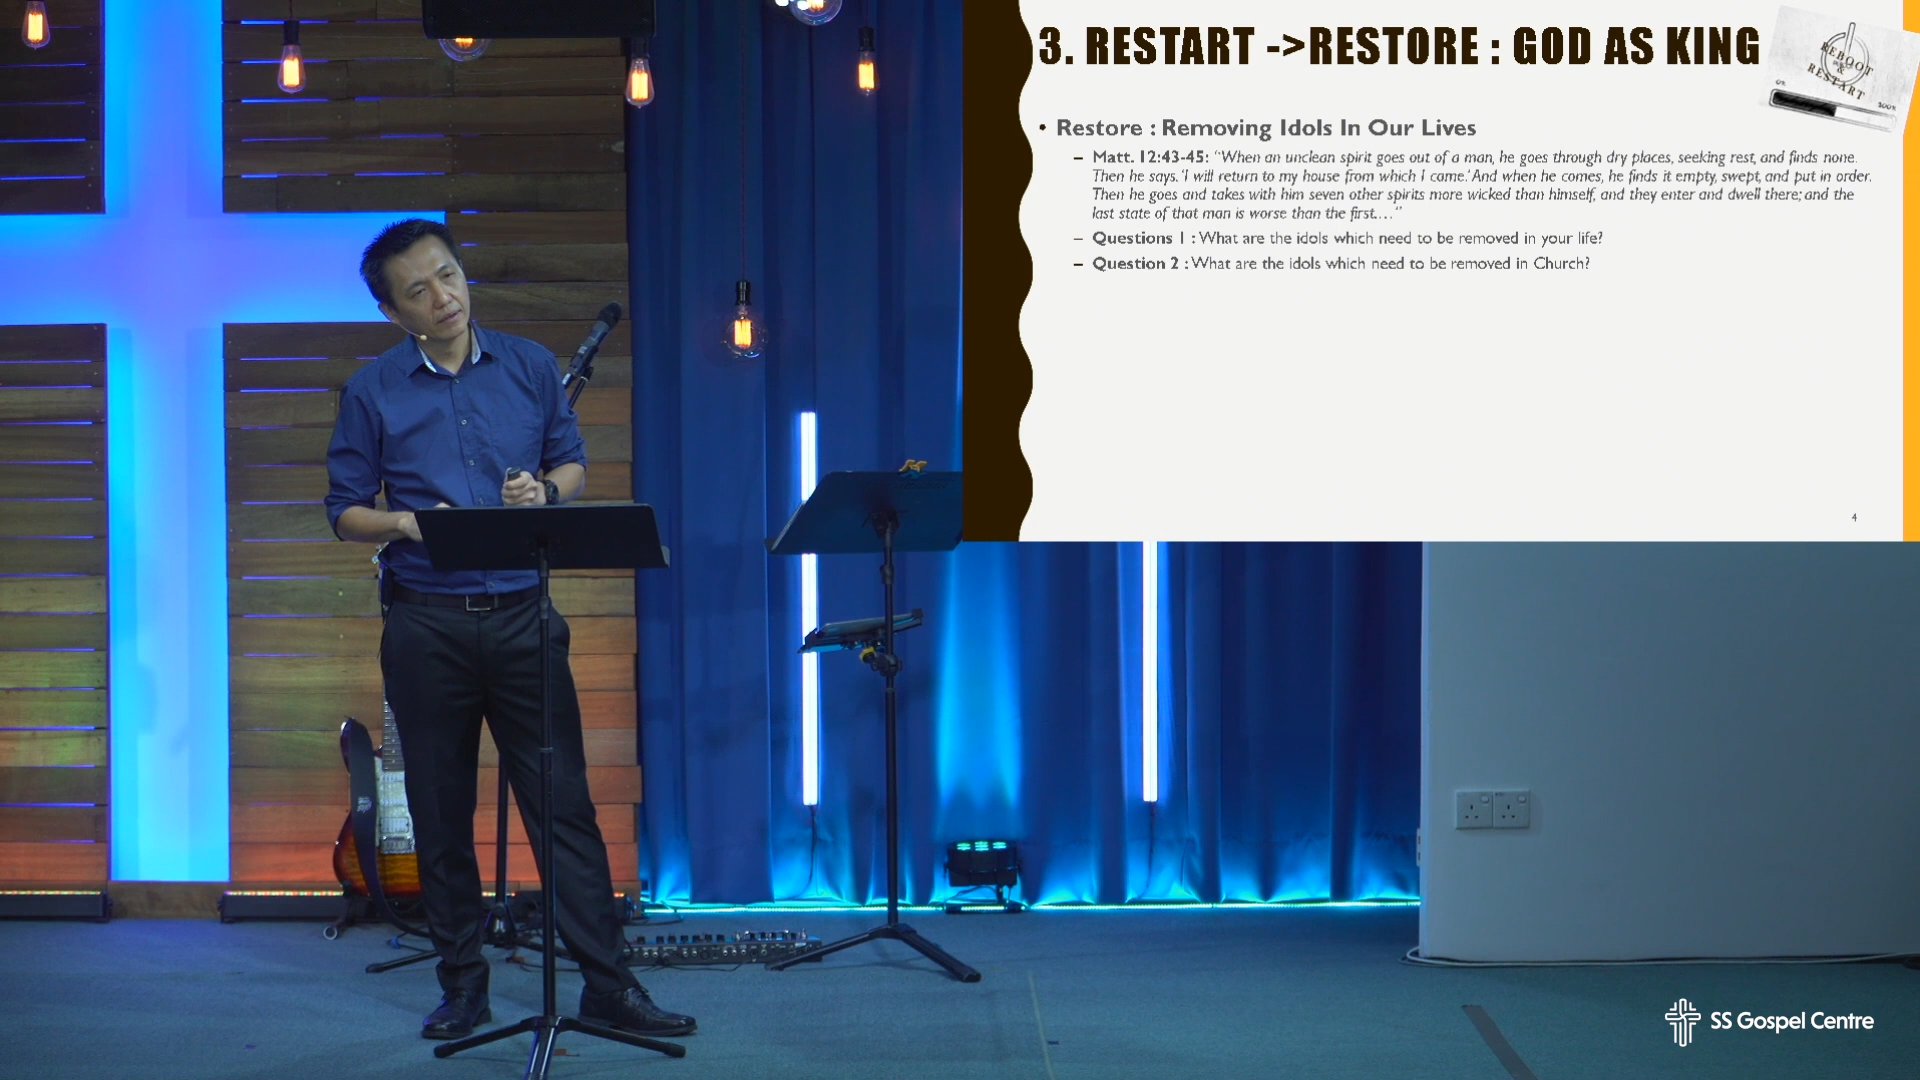 3. RESTART ->RESTORE : GOD AS KING
REBOOT
&
RESTART
0%
100%
• Restore : Removing Idols In Our Lives
– Matt. 12:43-45: “When an unclean spirit goes out of a man, he goes through dry places, seeking rest, and finds none.
Then he says. ‘I will return to my house from which I came.’ And when he comes, he finds it empty, swept, and put in order.
Then he goes and takes with him seven other spirits more wicked than himself, and they enter and dwell there; and the
last state of that man is worse than the first.…”
– Questions 1 : What are the idols which need to be removed in your life?
– Question 2 : What are the idols which need to be removed in Church?
4
SS Gospel Centre